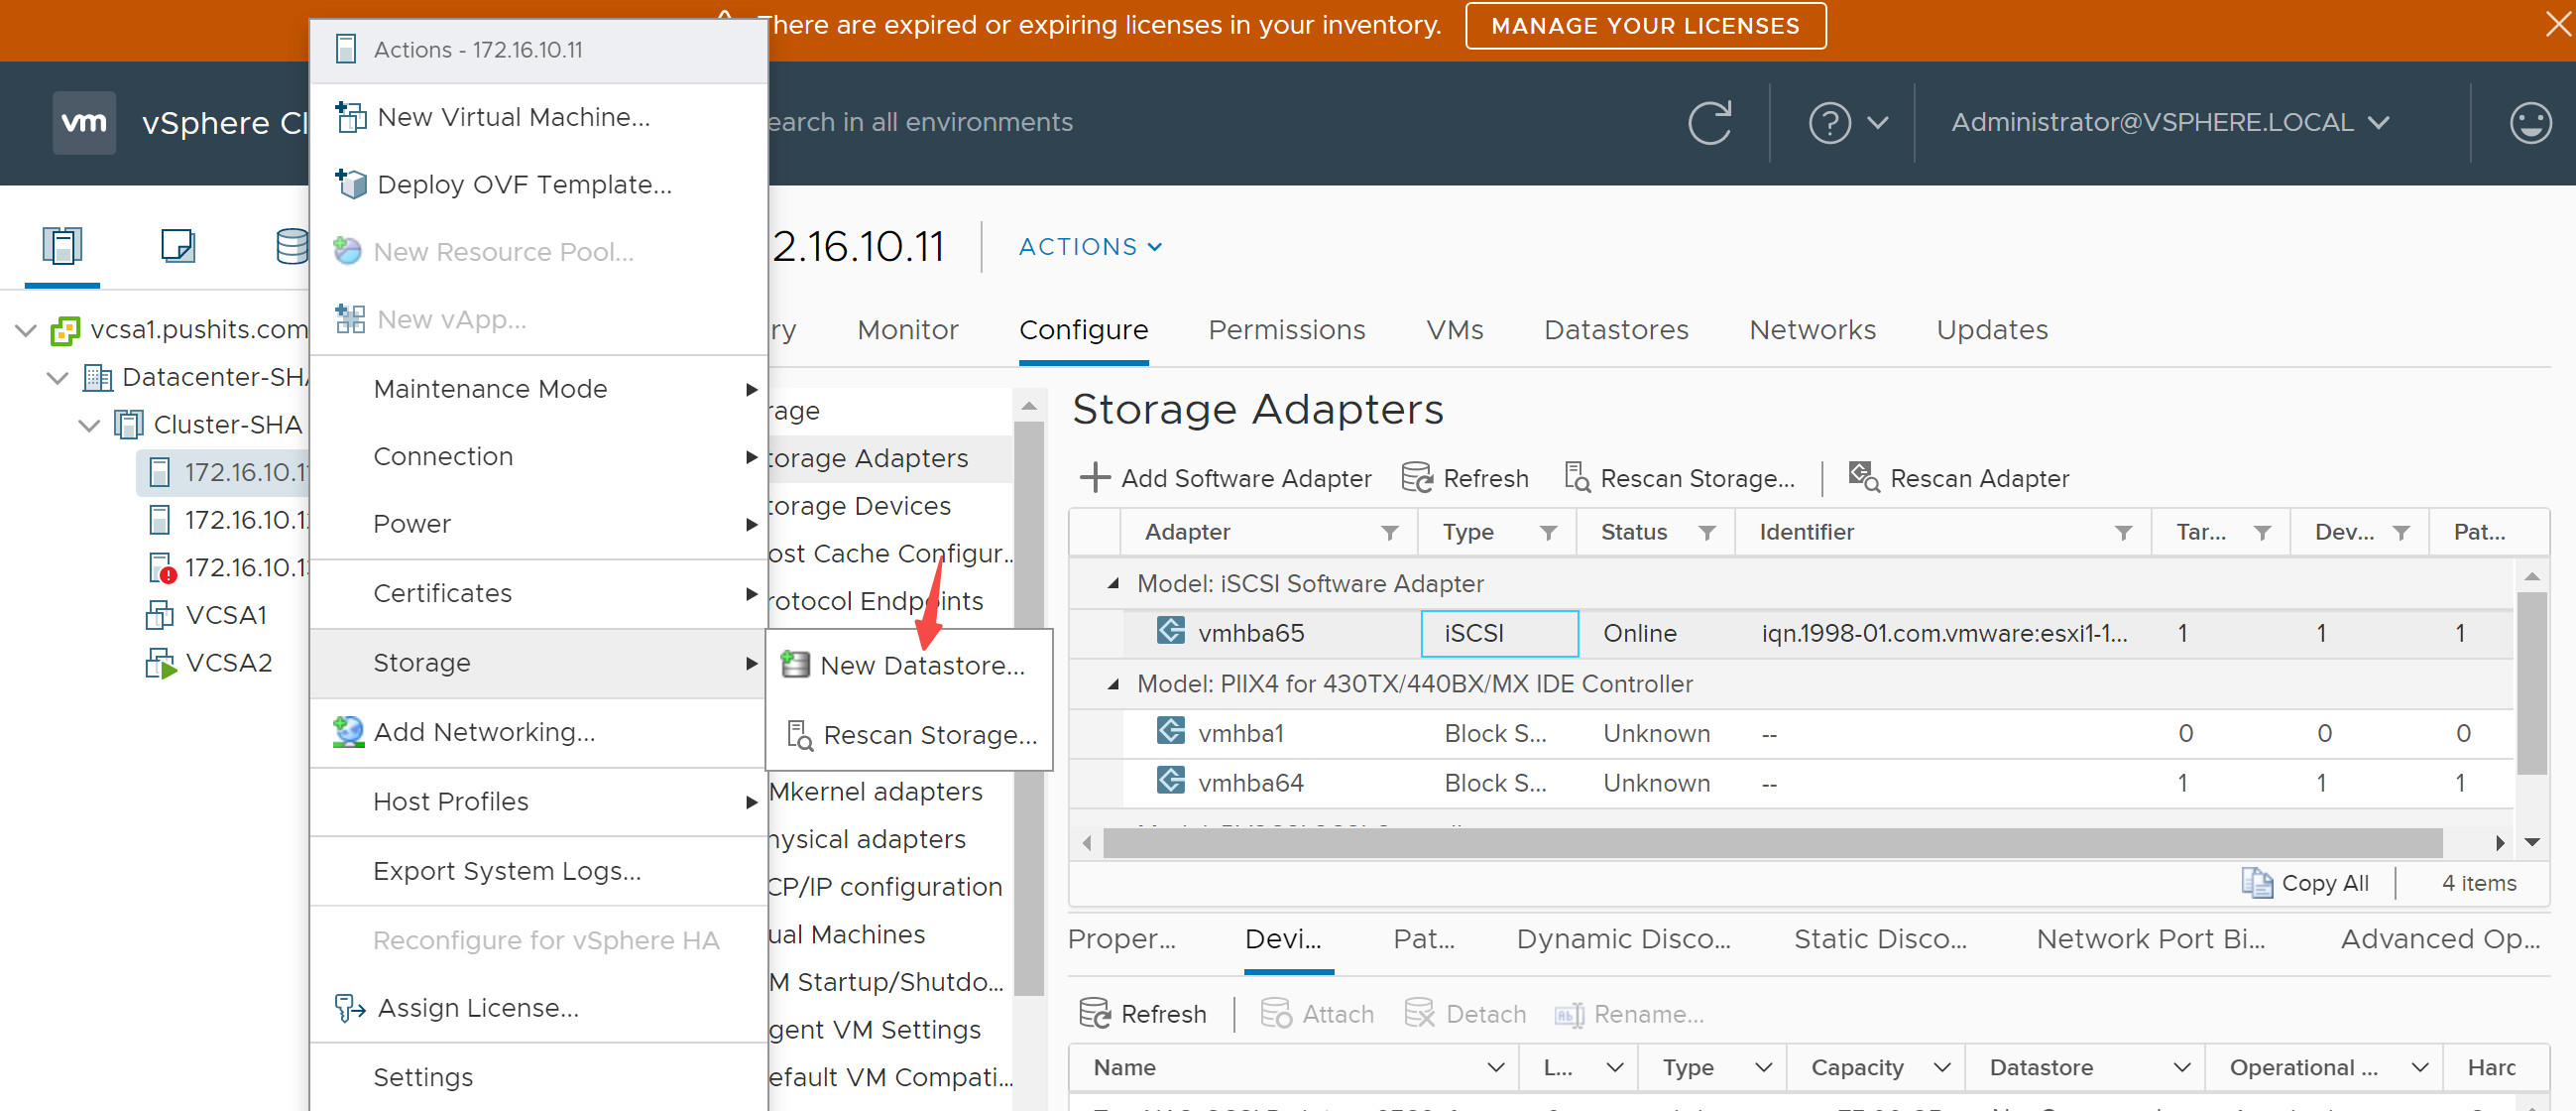 There are expired or expiring licenses in your inventory.
MANAGE YOUR LICENSES
Actions - 172.16.10.11
New Virtual Machine...
Deploy OVF Template...
New Resource Pool...
New vApp...
Maintenance Mode
Connection
Power
Certificates
Storage
Add Networking...
Host Profiles
Export System Logs...
Reconfigure for vSphere HA
Assign License...
Settings
New Datastore...
Rescan Storage...
vm
vSphere Cl
earch in all environments
Administrator@VSPHERE.LOCAL
vcsa1.pushits.com
Datacenter-SHA
Cluster-SHA
172.16.10.11
172.16.10.1
172.16.10.1
VCSA1
VCSA2
2.16.10.11
ACTIONS
ry
Monitor
Configure
Permissions
VMs
Datastores
Networks
Updates
rage
torage Adapters
torage Devices
ost Cache Configur...
rotocol Endpoints
Mkernel adapters
hysical adapters
CP/IP configuration
ual Machines
M Startup/Shutdo...
gent VM Settings
efault VM Compati...
Storage Adapters
Add Software Adapter
Refresh
Rescan Storage...
Rescan Adapter
Adapter Type Status Identifier Tar... Dev... Pat...
Model: iSCSI Software Adapter
vmhba65 iSCSI Online iqn.1998-01.com.vmware:esxi1-1... 1 1 1
Model: PIIX4 for 430TX/440BX/MX IDE Controller
vmhba1 Block S... Unknown -- 0 0 0
vmhba64 Block S... Unknown -- 1 1 1
Copy All
4 items
Proper...
Devi...
Pat...
Dynamic Disco...
Static Disco...
Network Port Bi...
Advanced Op...
Refresh
Attach
Detach
Rename...
Name L... Type Capacity Datastore Operational ... Harc